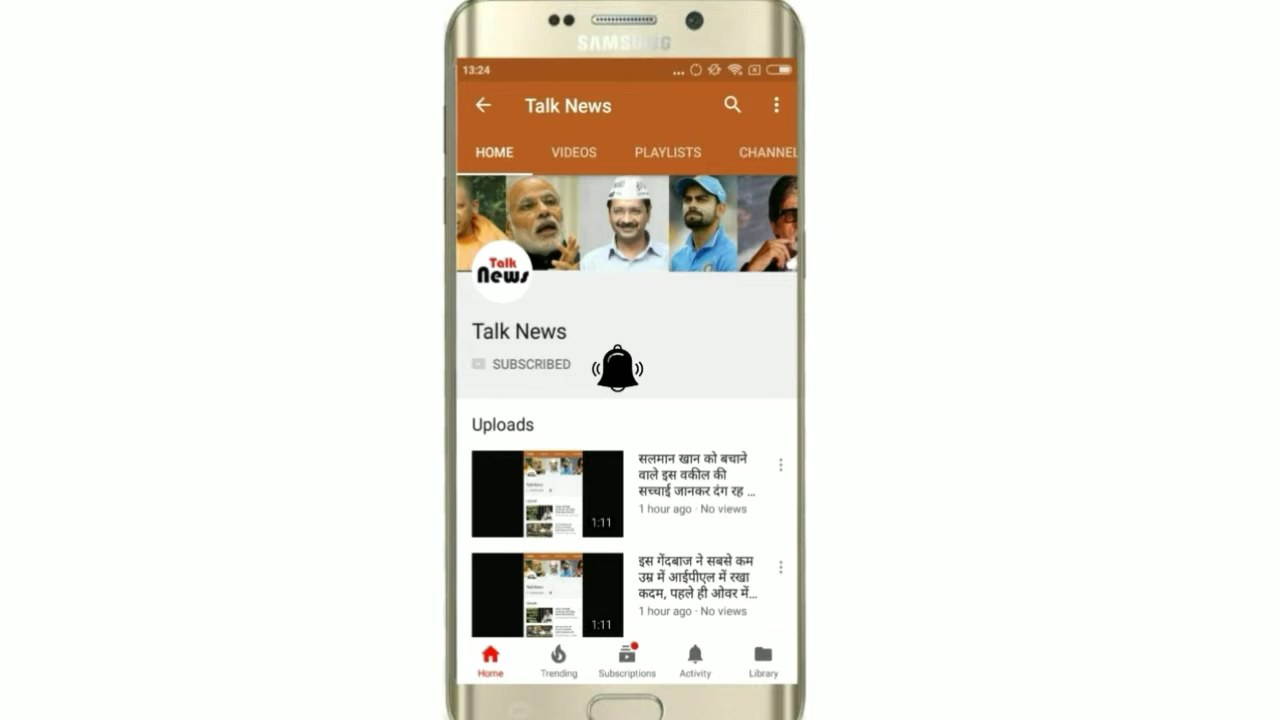 SAMSUNG
13:24
Talk News
HOME VIDEOS PLAYLISTS CHANNEL
Talk
News
Talk News
SUBSCRIBED
Uploads
सलमान खान को बचाने
वाले इस वकील की
सच्चाई जानकर दंग रह ...
1 hour ago · No views
1:11
इस गेंदबाज ने सबसे कम
उम्र में आईपीएल में रखा
कदम, पहले ही ओवर में...
1 hour ago · No views
1:11
Home Trending Subscriptions Activity Library